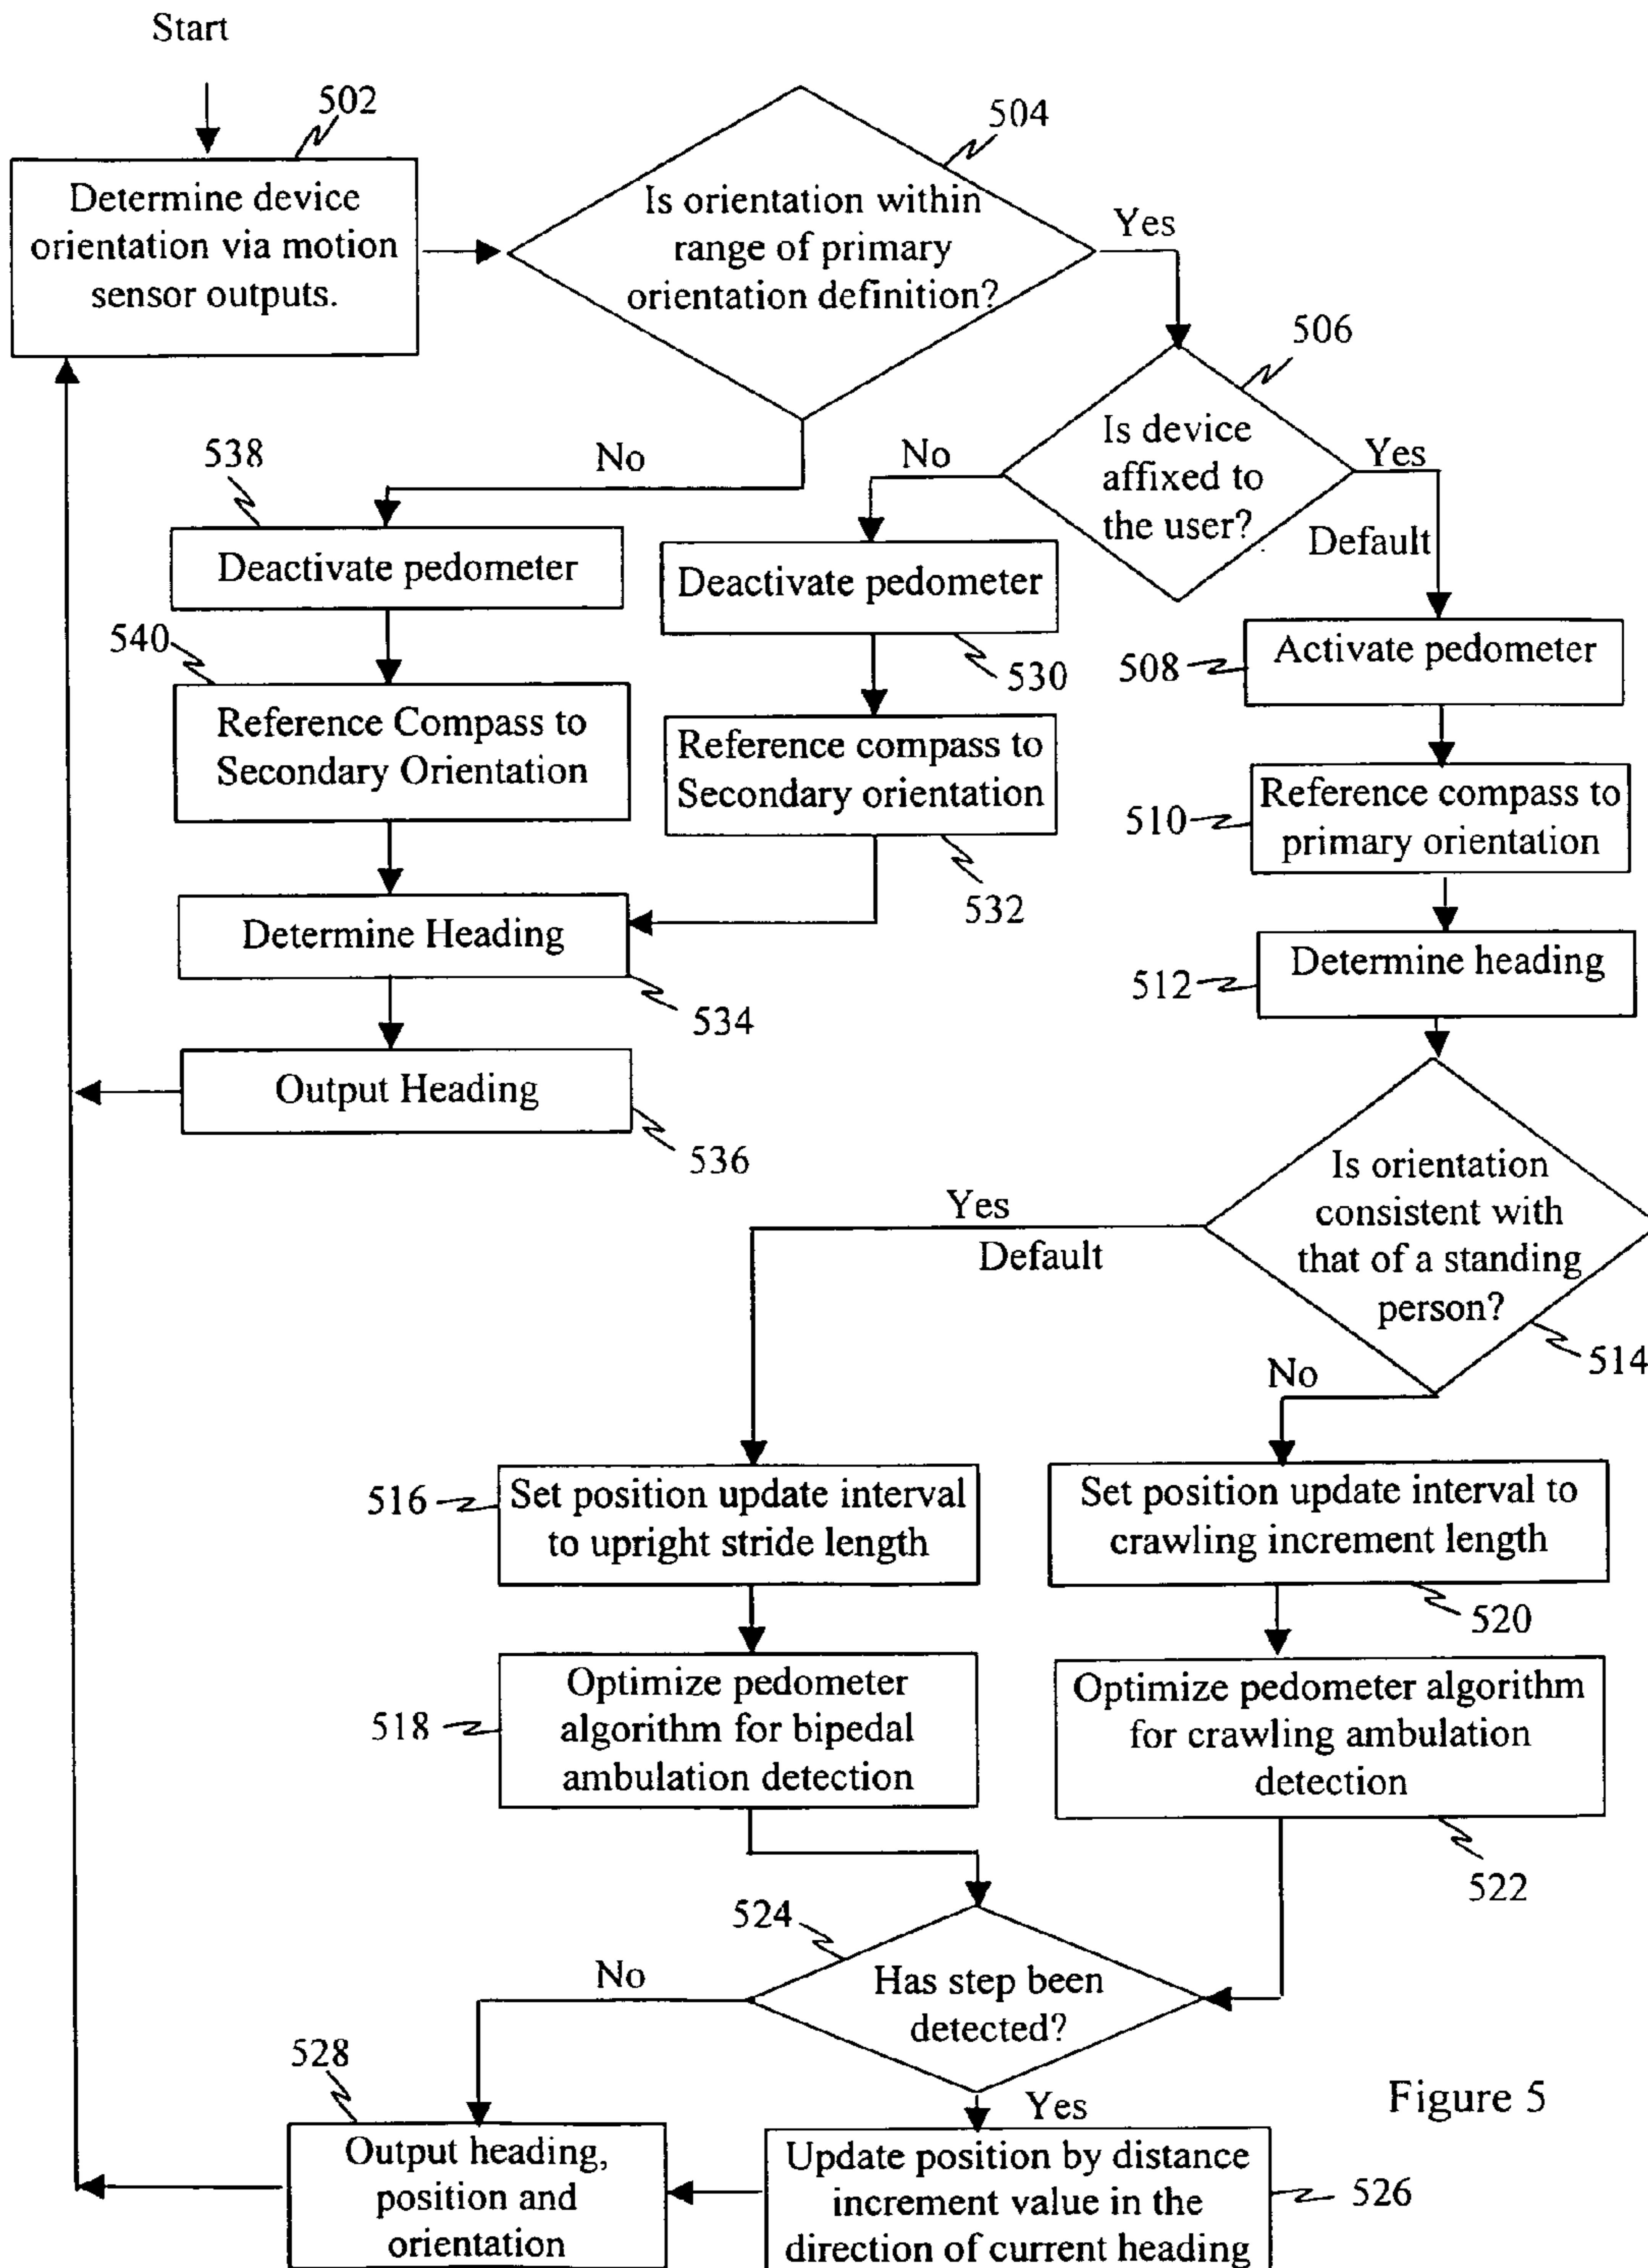 Start
502
Determine device
orientation via motion
sensor outputs.
504
Is orientation within
range of primary
orientation definition?
Yes
506
Is device
affixed to
the user?
No
Yes
Default
No
538
Deactivate pedometer
540
Reference Compass to
Secondary Orientation
Deactivate pedometer
530
Reference compass to
Secondary orientation
532
508
Activate pedometer
510
Reference compass to
primary orientation
512
Determine heading
Determine Heading
534
Output Heading
536
Is orientation
consistent with
that of a standing
person?
514
Yes
Default
No
516
Set position update interval
to upright stride length
Set position update interval to
crawling increment length
520
518
Optimize pedometer
algorithm for bipedal
ambulation detection
Optimize pedometer algorithm
for crawling ambulation
detection
522
524
Has step been
detected?
No
Yes
528
Output heading,
position and
orientation
Update position by distance
increment value in the
direction of current heading
526
Figure 5